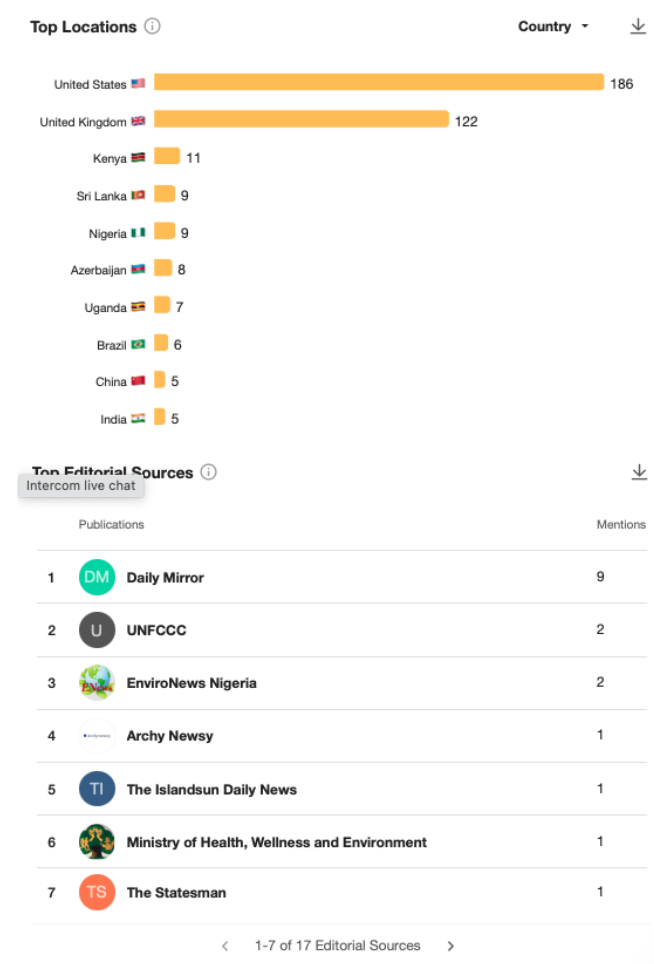 Top Locations
Country
United States 186
United Kingdom 122
Kenya 11
Sri Lanka 9
Nigeria 9
Azerbaijan 8
Uganda 7
Brazil 6
China 5
India 5
Top Editorial Sources
Intercom live chat
Publications Mentions
1 DM Daily Mirror 9
2 U UNFCCC 2
3 EnviroNews Nigeria 2
4 Archy Newsy 1
5 TI The Islandsun Daily News 1
6 Ministry of Health, Wellness and Environment 1
7 TS The Statesman 1
1-7 of 17 Editorial Sources